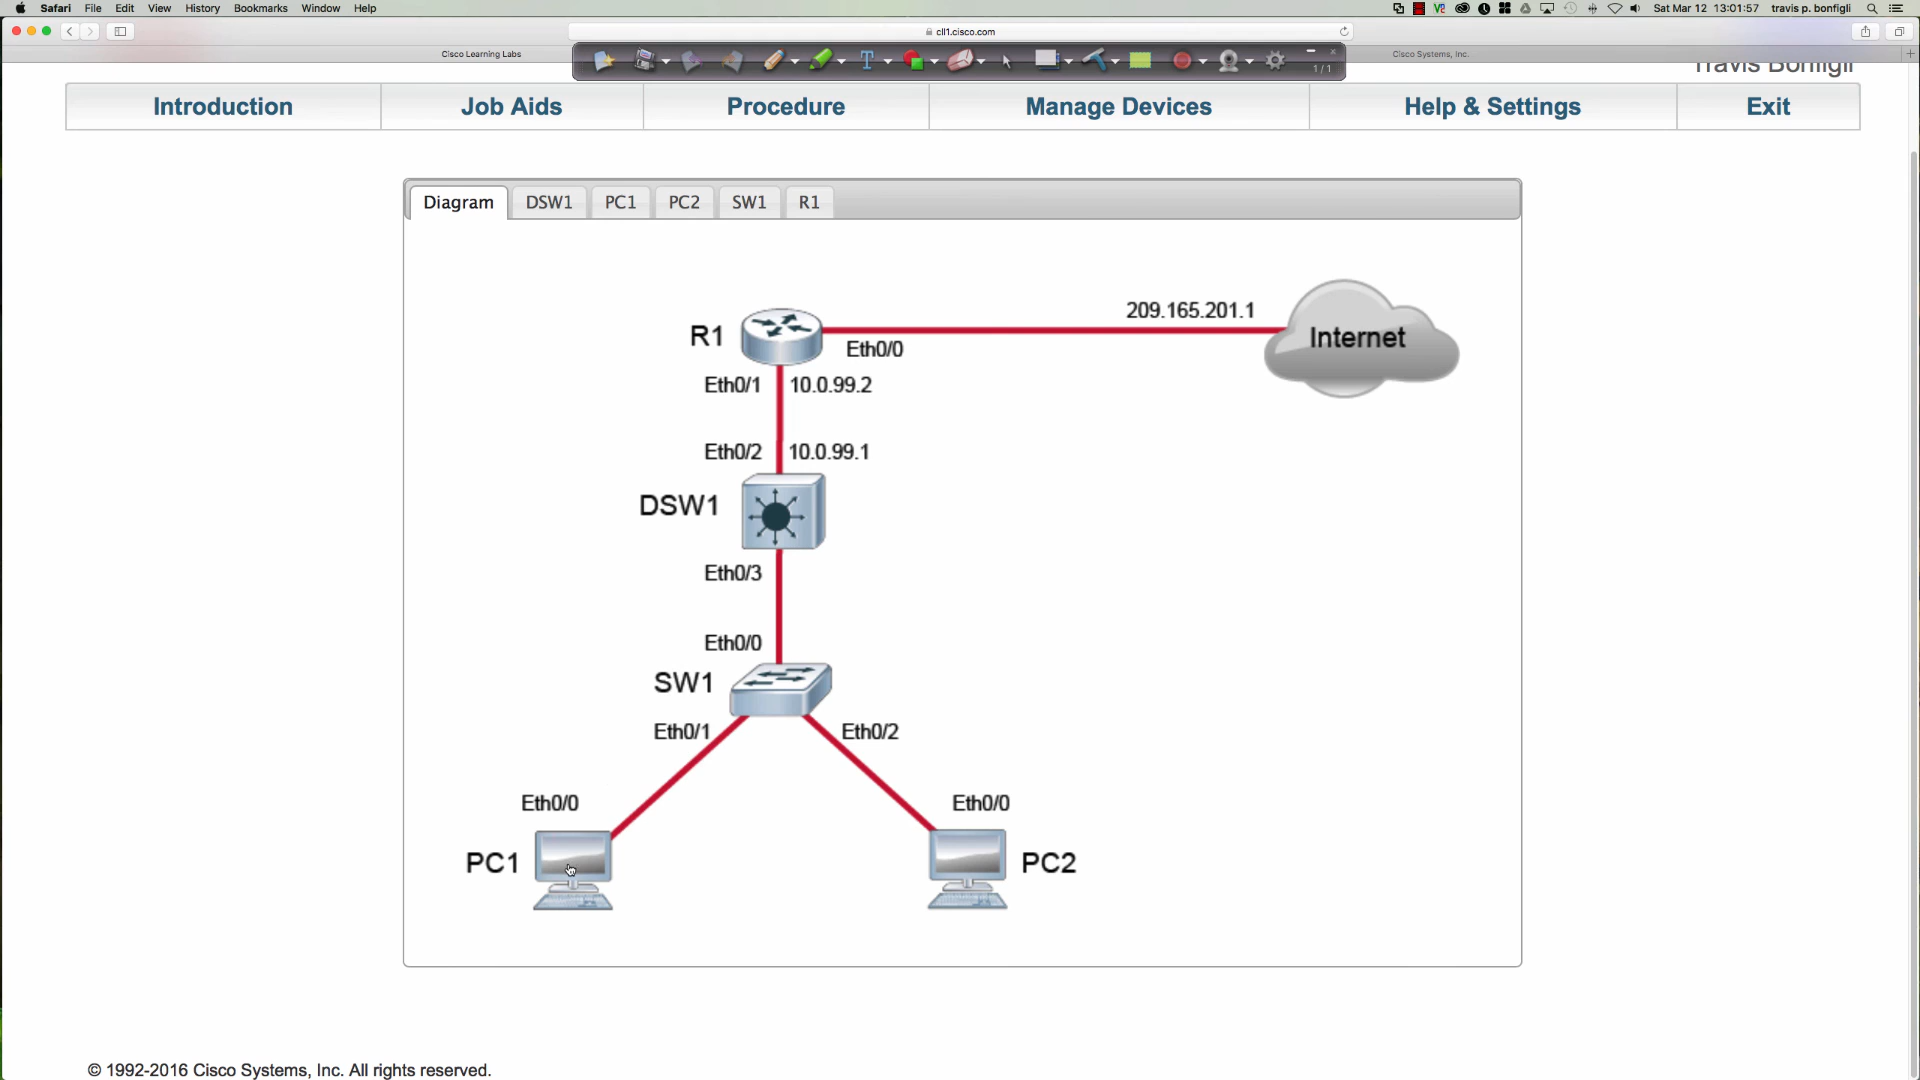 Safari File Edit View History Bookmarks Window Help
Sat Mar 12 13:01:57 travis p. bonfigli
cll1.cisco.com
Cisco Learning Labs
Cisco Systems, Inc.
T
1 / 1
Travis Bonfigli
Introduction Job Aids Procedure Manage Devices Help & Settings Exit
Diagram DSW1 PC1 PC2 SW1 R1
209.165.201.1
Internet
R1
Eth0/0
Eth0/1 10.0.99.2
Eth0/2 10.0.99.1
DSW1
Eth0/3
Eth0/0
SW1
Eth0/1 Eth0/2
Eth0/0 Eth0/0
PC1 PC2
© 1992-2016 Cisco Systems, Inc. All rights reserved.